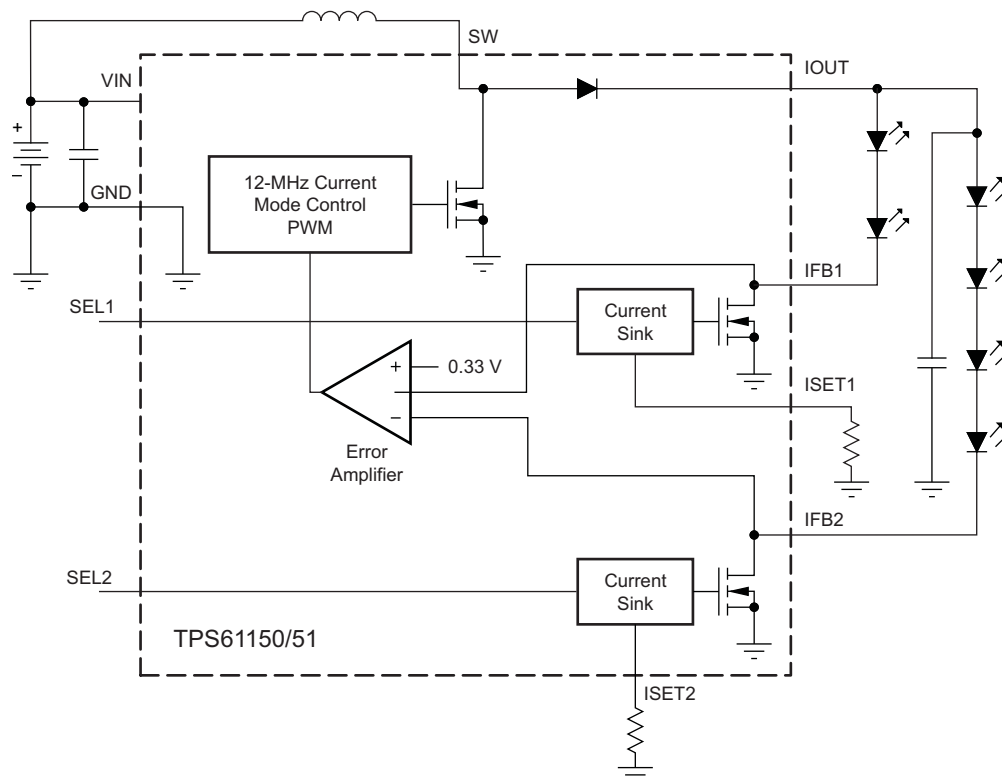 SW
IOUT
VIN
+
−
12-MHz Current
Mode Control
PWM
GND
IFB1
SEL1
Current
Sink
+
0.33 V
−
ISET1
Error
Amplifier
IFB2
SEL2
Current
Sink
TPS61150/51
ISET2